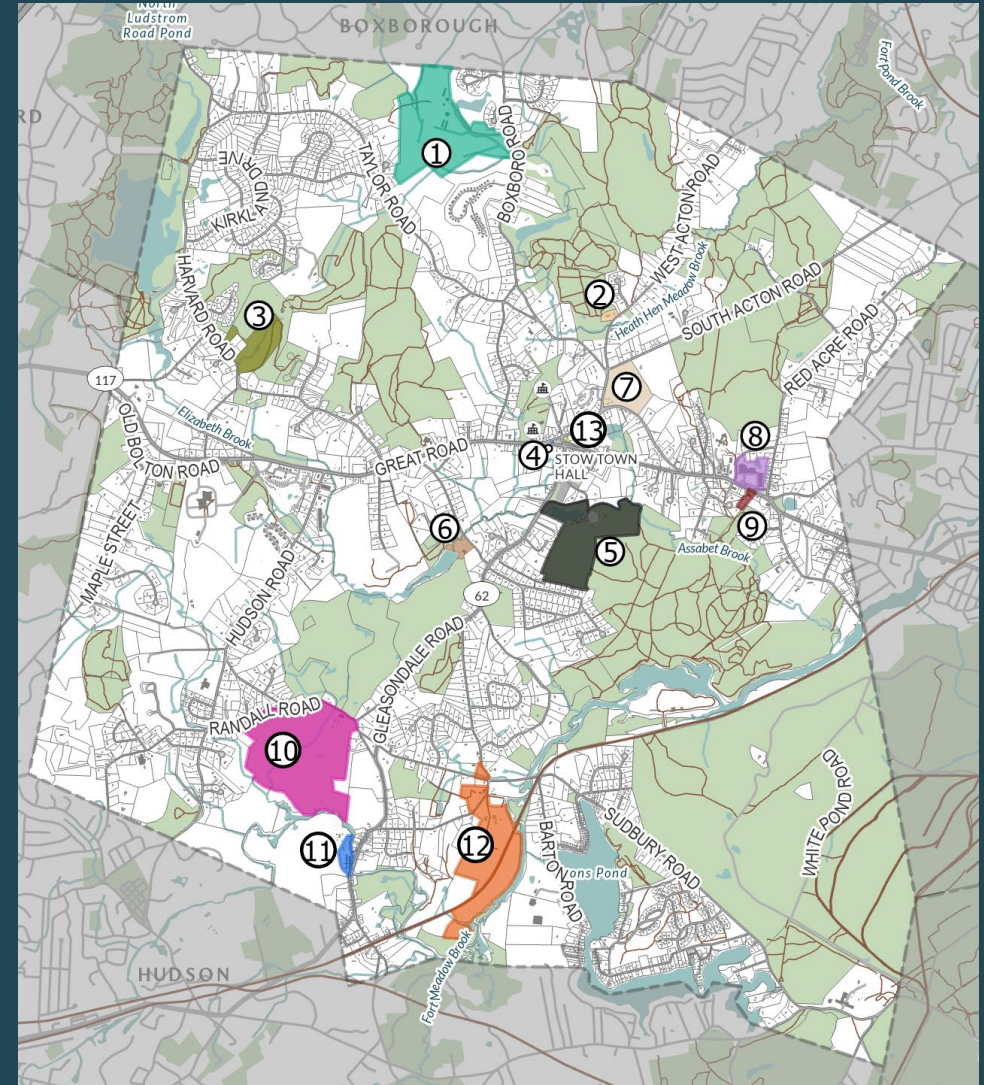 North
Ludstrom
Road Pond
BOXBOROUGH
Fort Pond Brook
RD
1
BOXBORO ROAD
TAYLOR ROAD
KIRKLAND DRIVE
WEST ACTON ROAD
HARVARD ROAD
2
Heath Hen Meadow Brook
SOUTH ACTON ROAD
3
RED ACRE ROAD
117
7
OLD BOLTON ROAD
Elizabeth Brook
13
8
GREAT ROAD
4
STOW TOWN
HALL
6
9
5
Assabet Brook
MAPLE STREET
HUDSON ROAD
62
GLEASONDALE ROAD
RANDALL ROAD
10
WHITE POND ROAD
SUDBURY ROAD
11
12
BARTON ROAD
ons Pond
HUDSON
Fort Meadow Brook